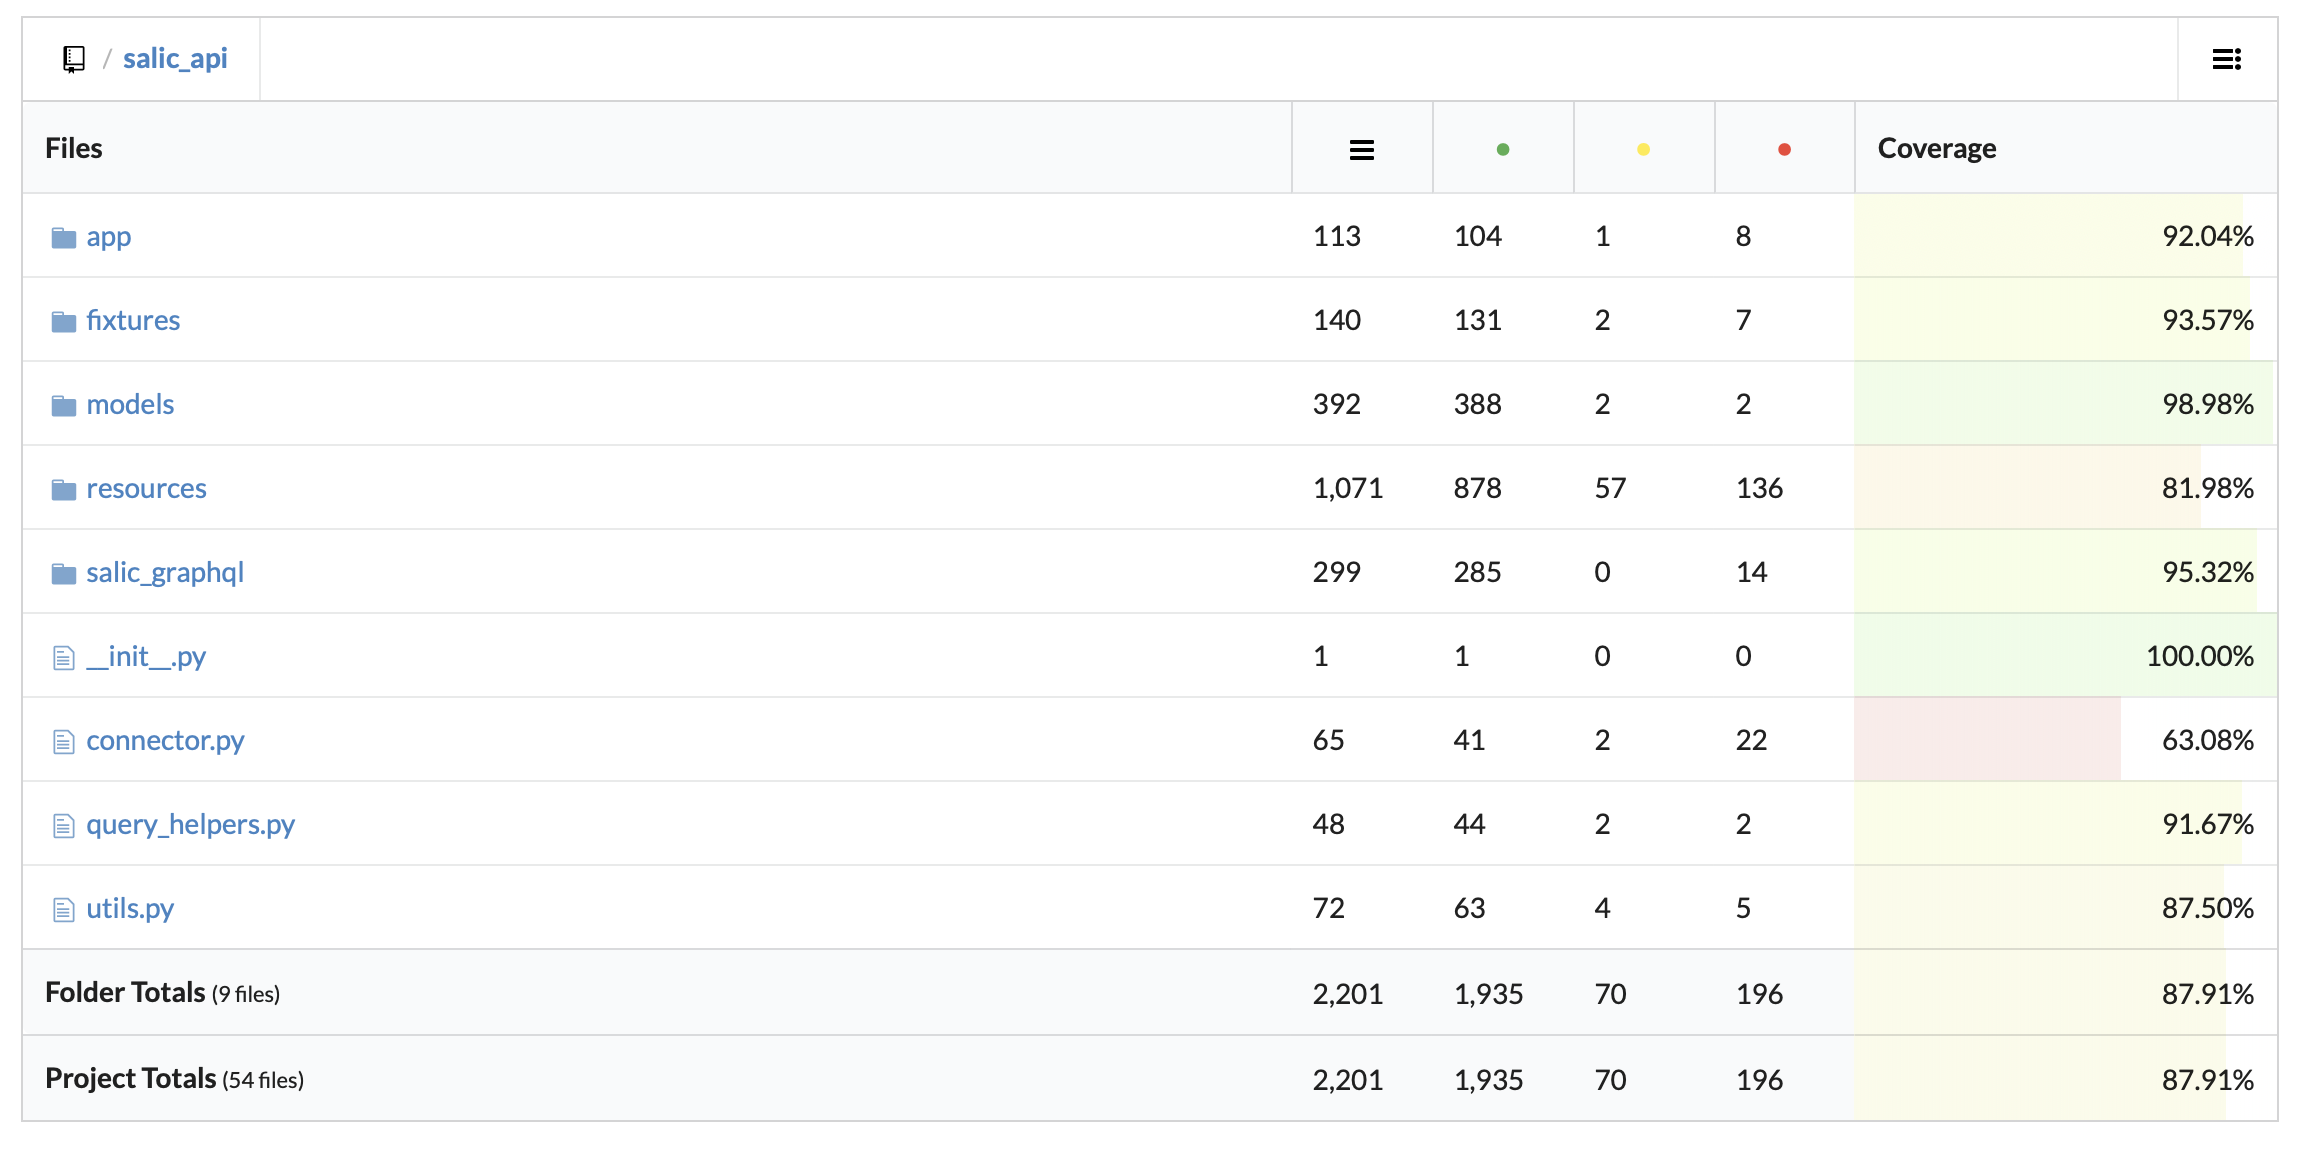 / salic_api
Files Coverage
app 113 104 1 8 92.04%
fixtures 140 131 2 7 93.57%
models 392 388 2 2 98.98%
resources 1,071 878 57 136 81.98%
salic_graphql 299 285 0 14 95.32%
__init__.py 1 1 0 0 100.00%
connector.py 65 41 2 22 63.08%
query_helpers.py 48 44 2 2 91.67%
utils.py 72 63 4 5 87.50%
Folder Totals (9 files) 2,201 1,935 70 196 87.91%
Project Totals (54 files) 2,201 1,935 70 196 87.91%